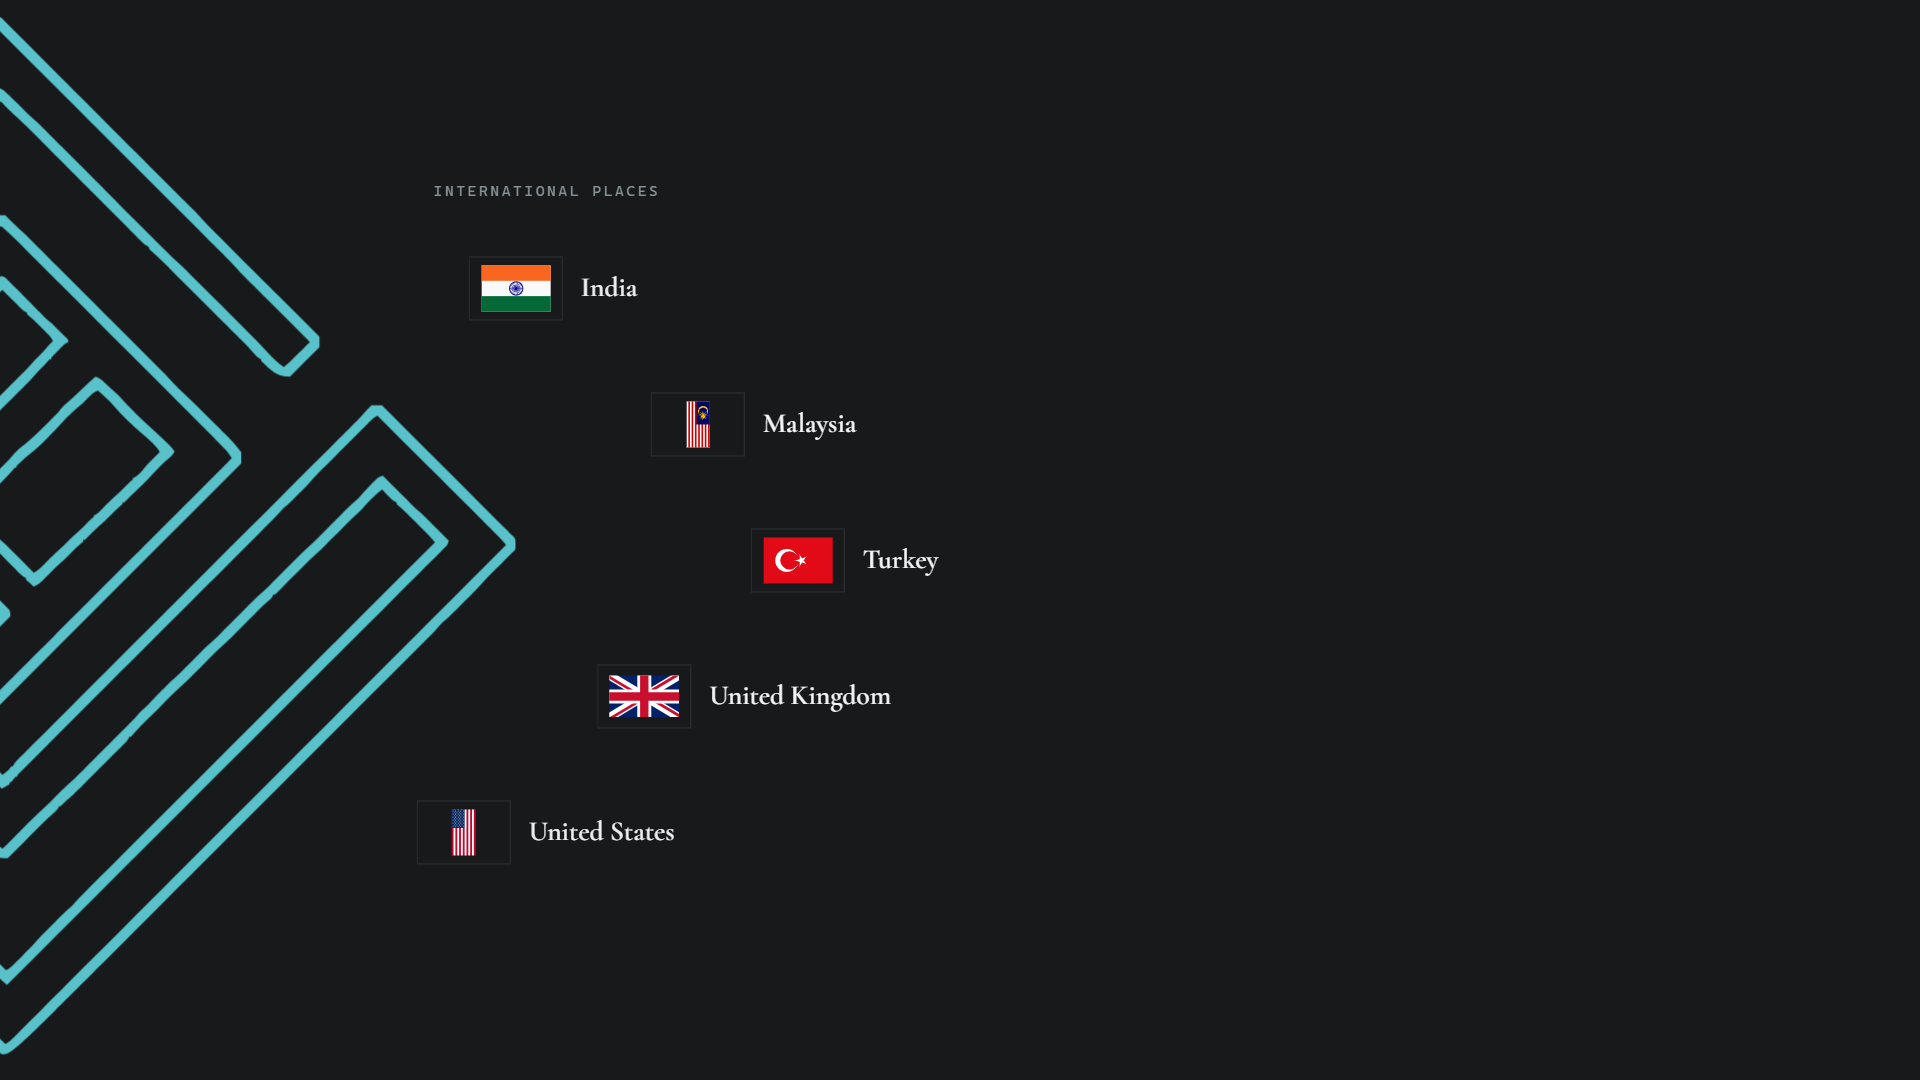 INTERNATIONAL PLACES
India
Malaysia
Turkey
United Kingdom
United States